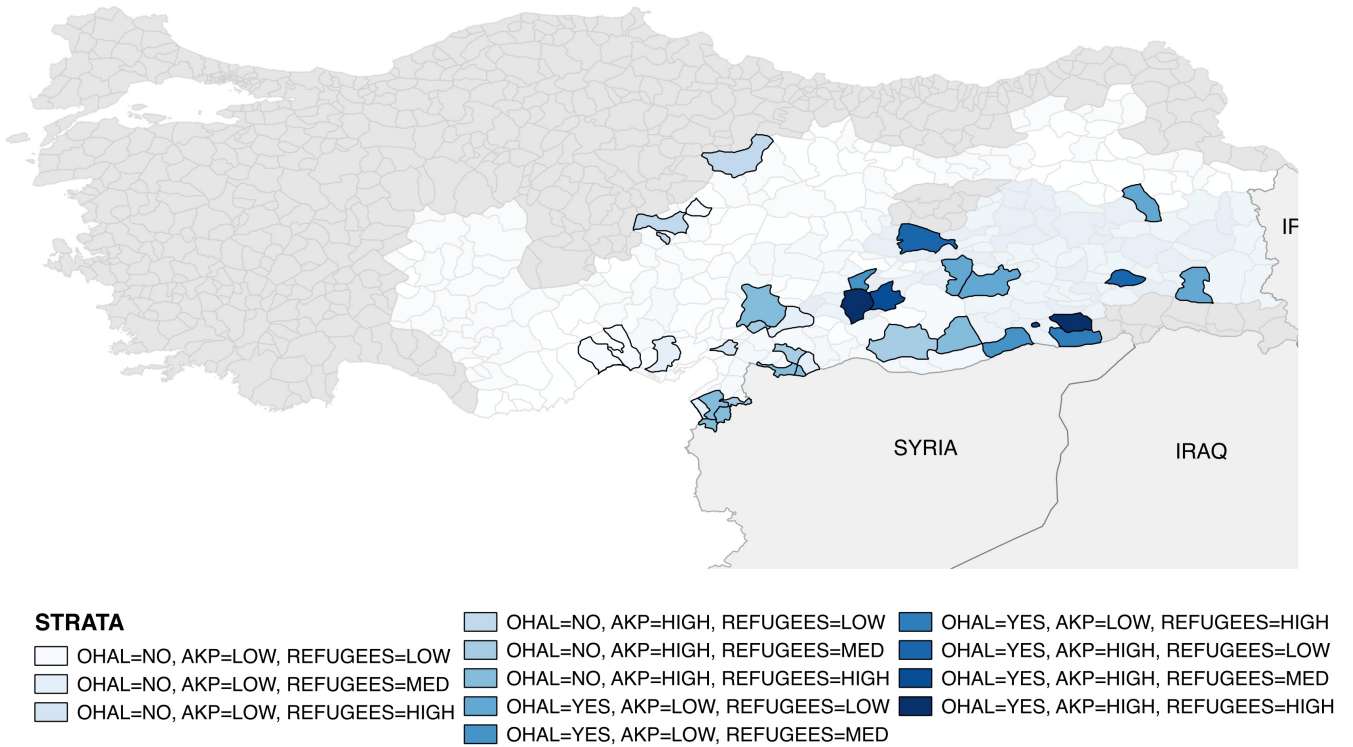 IR
SYRIA
IRAQ
STRATA
OHAL=NO, AKP=LOW, REFUGEES=LOW
OHAL=NO, AKP=LOW, REFUGEES=MED
OHAL=NO, AKP=LOW, REFUGEES=HIGH
OHAL=NO, AKP=HIGH, REFUGEES=LOW
OHAL=NO, AKP=HIGH, REFUGEES=MED
OHAL=NO, AKP=HIGH, REFUGEES=HIGH
OHAL=YES, AKP=LOW, REFUGEES=LOW
OHAL=YES, AKP=LOW, REFUGEES=MED
OHAL=YES, AKP=LOW, REFUGEES=HIGH
OHAL=YES, AKP=HIGH, REFUGEES=LOW
OHAL=YES, AKP=HIGH, REFUGEES=MED
OHAL=YES, AKP=HIGH, REFUGEES=HIGH